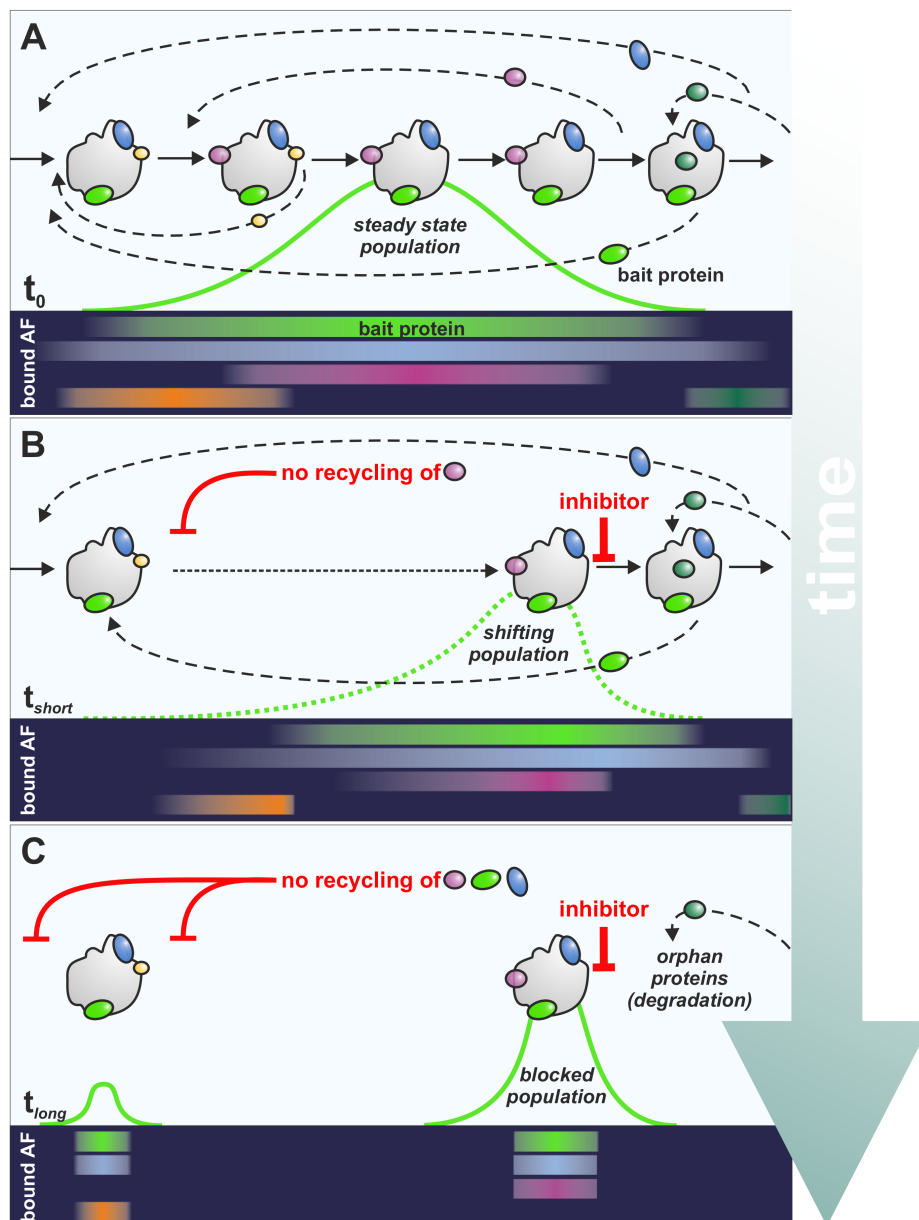 A
steady state
population
bait protein
t0
bound AF
bait protein
B
no recycling of
inhibitor
shifting
population
tshort
bound AF
time
C
no recycling of
inhibitor
orphan
proteins
(degradation)
blocked
population
tlong
bound AF